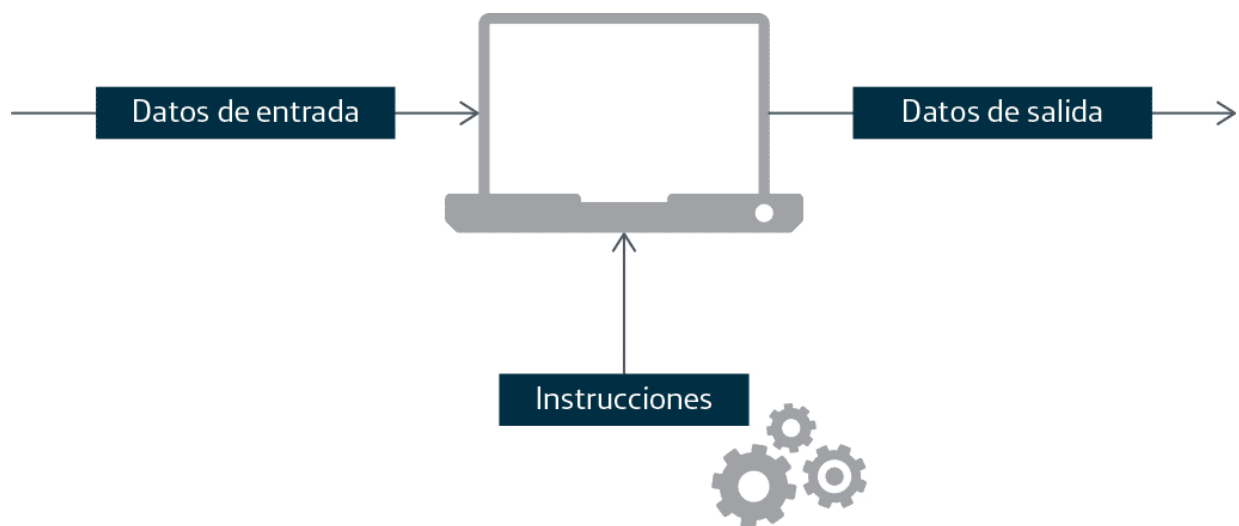 Datos de entrada
Datos de salida
Instrucciones